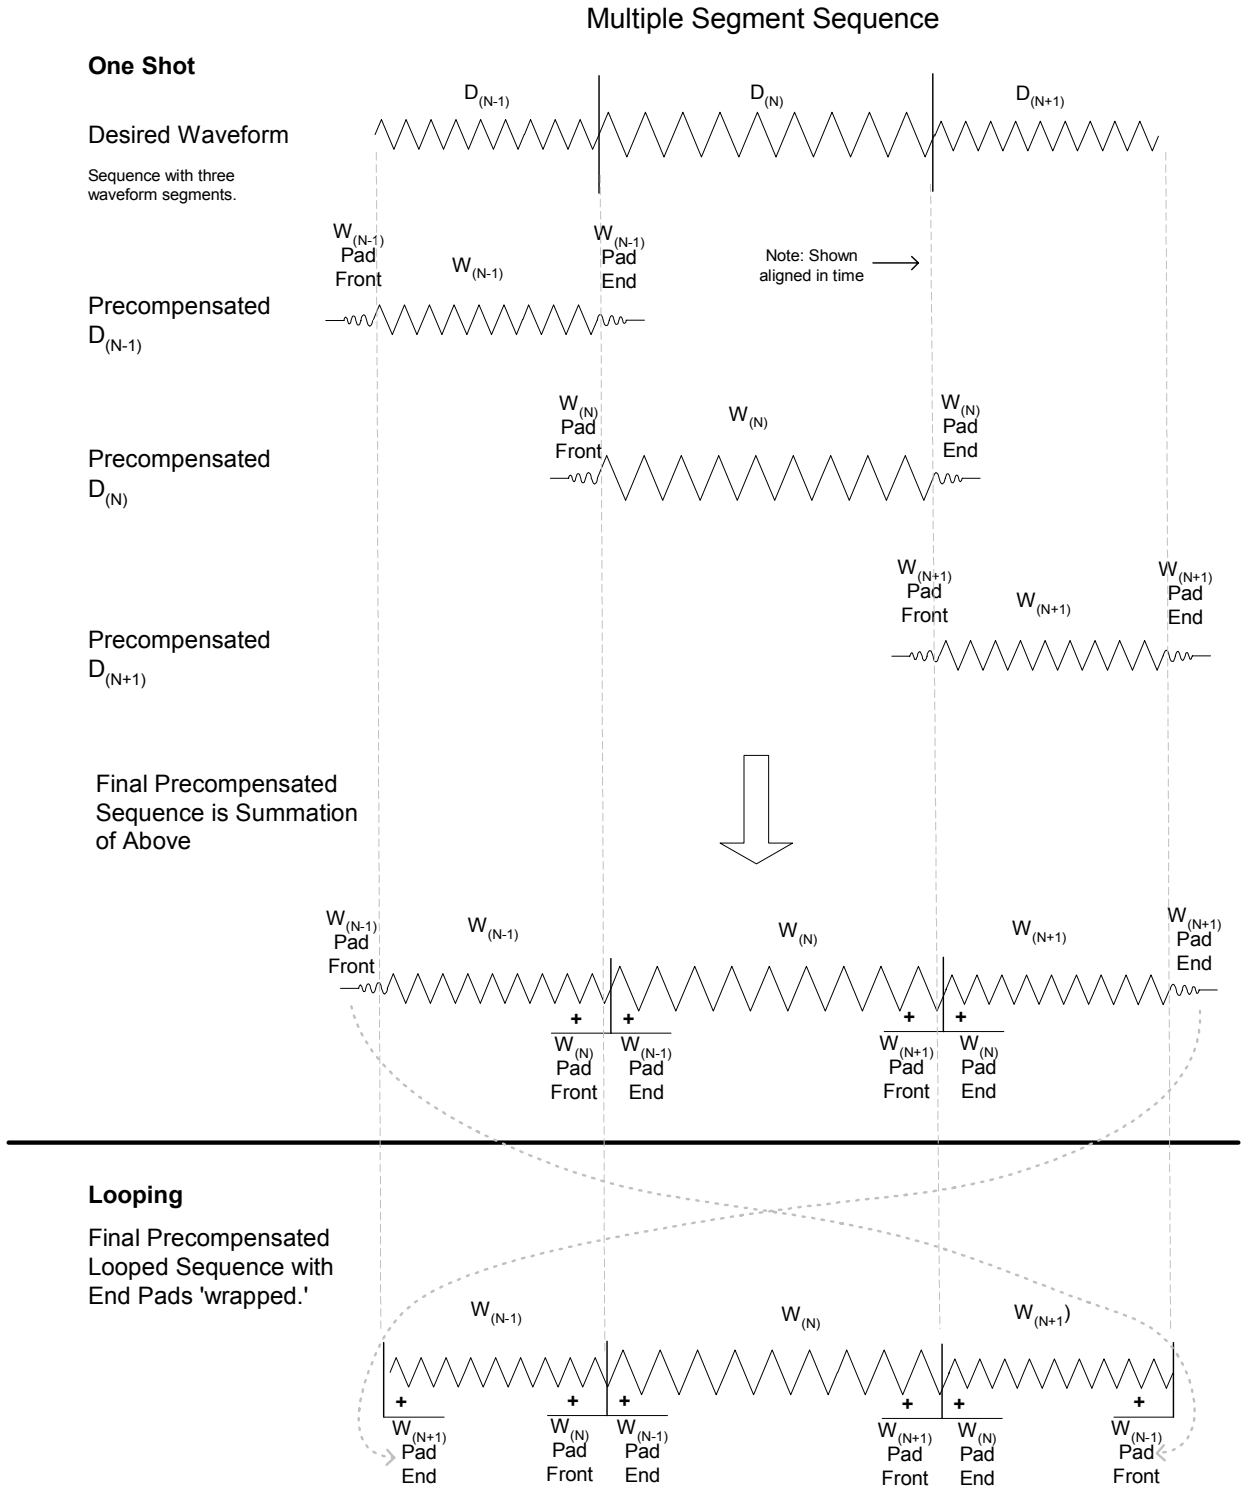 Multiple Segment Sequence
One Shot
D(N-1)
D(N)
D(N+1)
Desired Waveform
Sequence with three
waveform segments.
W(N-1)
Pad
Front
W(N-1)
W(N-1)
Pad
End
Note: Shown
aligned in time
Precompensated
D(N-1)
W(N)
Pad
Front
W(N)
W(N)
Pad
End
Precompensated
D(N)
W(N+1)
Pad
Front
W(N+1)
W(N+1)
Pad
End
Precompensated
D(N+1)
Final Precompensated
Sequence is Summation
of Above
W(N-1)
Pad
Front
W(N-1)
W(N)
W(N+1)
W(N+1)
Pad
End
+ + + +
W(N)
Pad
Front
W(N-1)
Pad
End
W(N+1)
Pad
Front
W(N)
Pad
End
Looping
Final Precompensated
Looped Sequence with
End Pads 'wrapped.'
W(N-1)
W(N)
W(N+1)
+ + + + + +
W(N+1)
Pad
End
W(N)
Pad
Front
W(N-1)
Pad
End
W(N+1)
Pad
Front
W(N)
Pad
End
W(N-1)
Pad
Front